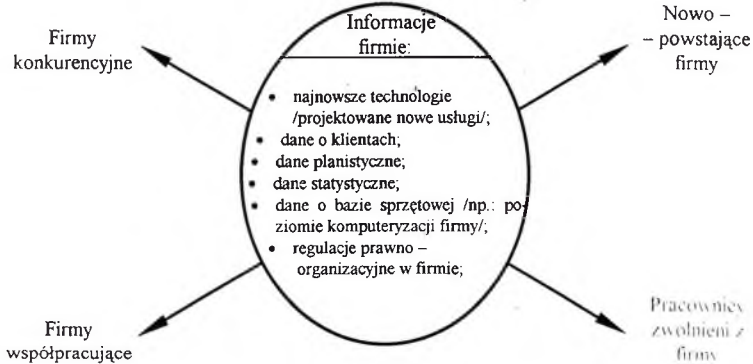 Informacje
firmie:
Firmy
konkurencyjne
Nowo –
– powstające
firmy
• najnowsze technologie
/projektowane nowe usługi/;
• dane o klientach;
• dane planistyczne;
• dane statystyczne;
• dane o bazie sprzętowej /np.: po-
ziomie komputeryzacji firmy/;
• regulacje prawno –
organizacyjne w firmie;
Firmy
współpracujące
Pracownicy
zwolnieni z
firmy